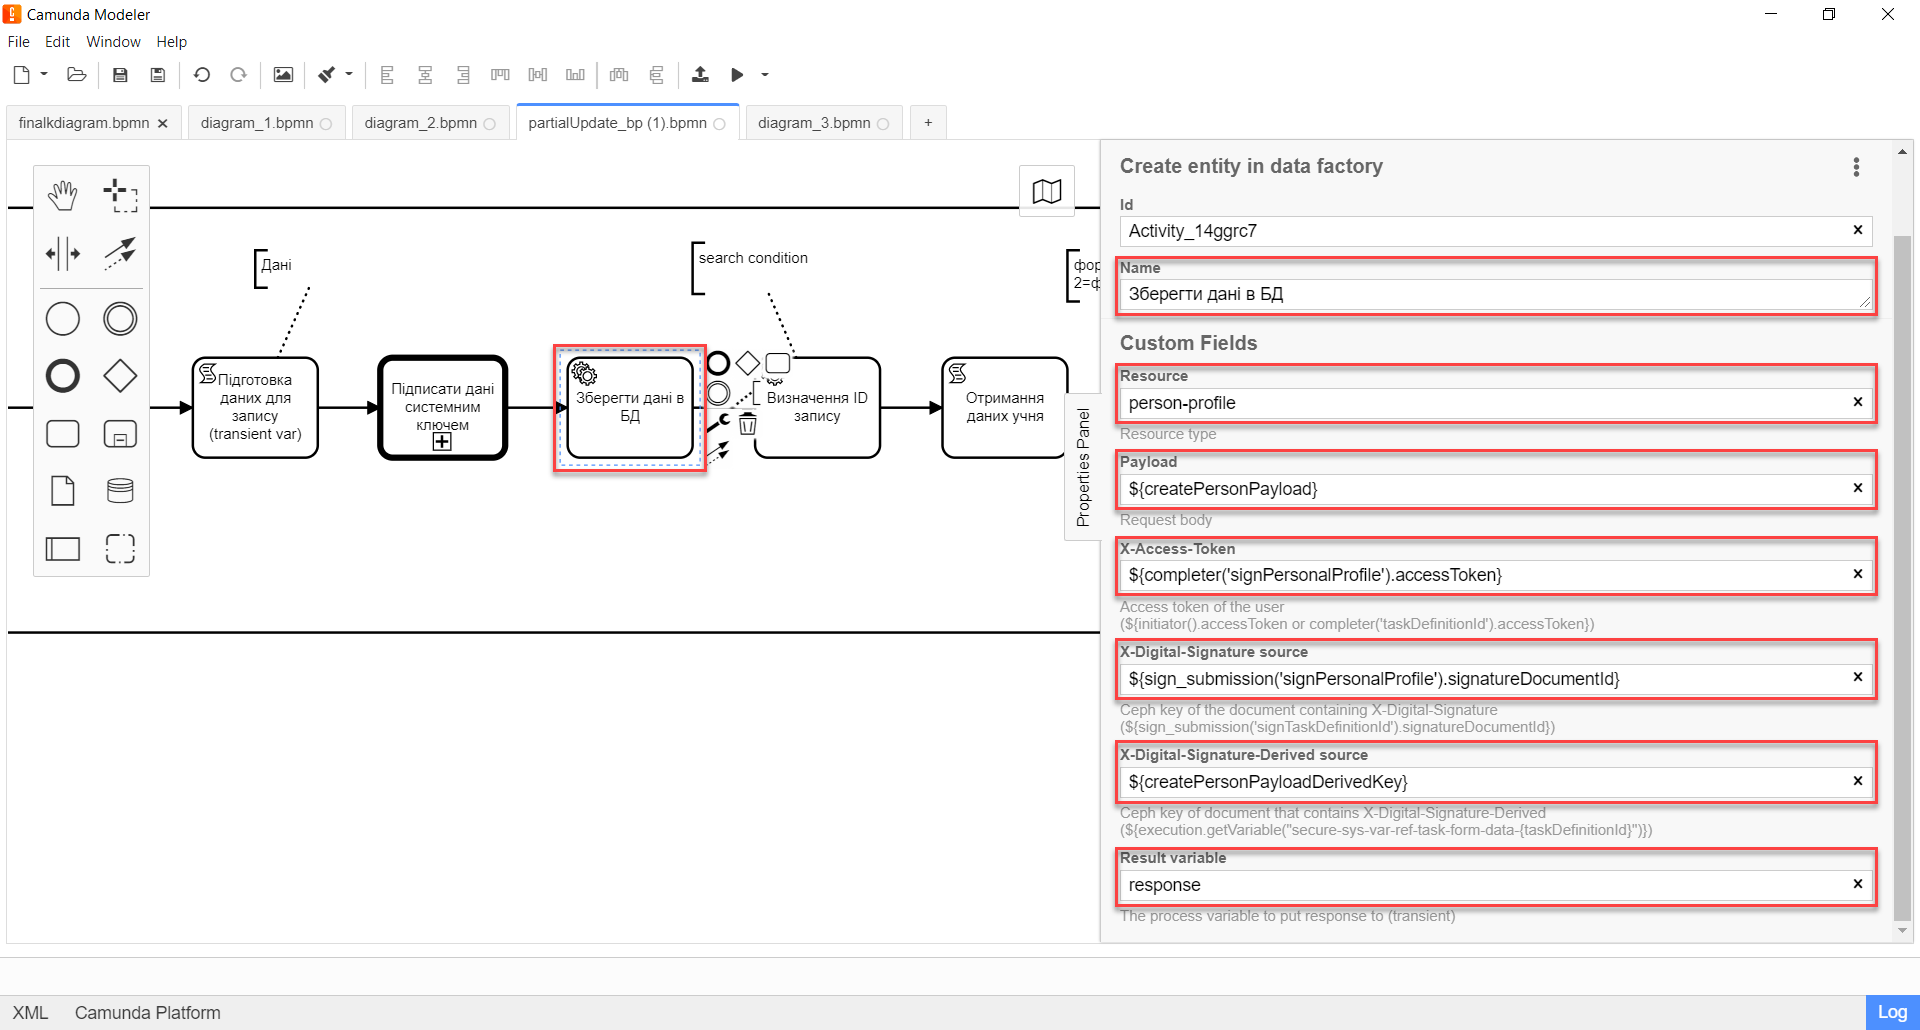 Camunda Modeler
File Edit Window Help
finalkdiagram.bpmn
diagram_1.bpmn
diagram_2.bpmn
partialUpdate_bp (1).bpmn
diagram_3.bpmn
+
Дані
search condition
фор
2=ф
Підготовка
даних для
запису
(transient var)
Підписати дані
системним
ключем
Зберегти дані в
БД
Визначення ID
запису
Отримання
даних учня
Properties Panel
Create entity in data factory
Id
Activity_14ggrc7
Name
Зберегти дані в БД
Custom Fields
Resource
person-profile
Resource type
Payload
${createPersonPayload}
Request body
X-Access-Token
${completer('signPersonalProfile').accessToken}
Access token of the user
(${initiator().accessToken or completer('taskDefinitionId').accessToken})
X-Digital-Signature source
${sign_submission('signPersonalProfile').signatureDocumentId}
Ceph key of the document containing X-Digital-Signature
(${sign_submission('signTaskDefinitionId').signatureDocumentId})
X-Digital-Signature-Derived source
${createPersonPayloadDerivedKey}
Ceph key of document that contains X-Digital-Signature-Derived
(${execution.getVariable("secure-sys-var-ref-task-form-data-{taskDefinitionId}")})
Result variable
response
The process variable to put response to (transient)
XML Camunda Platform
Log